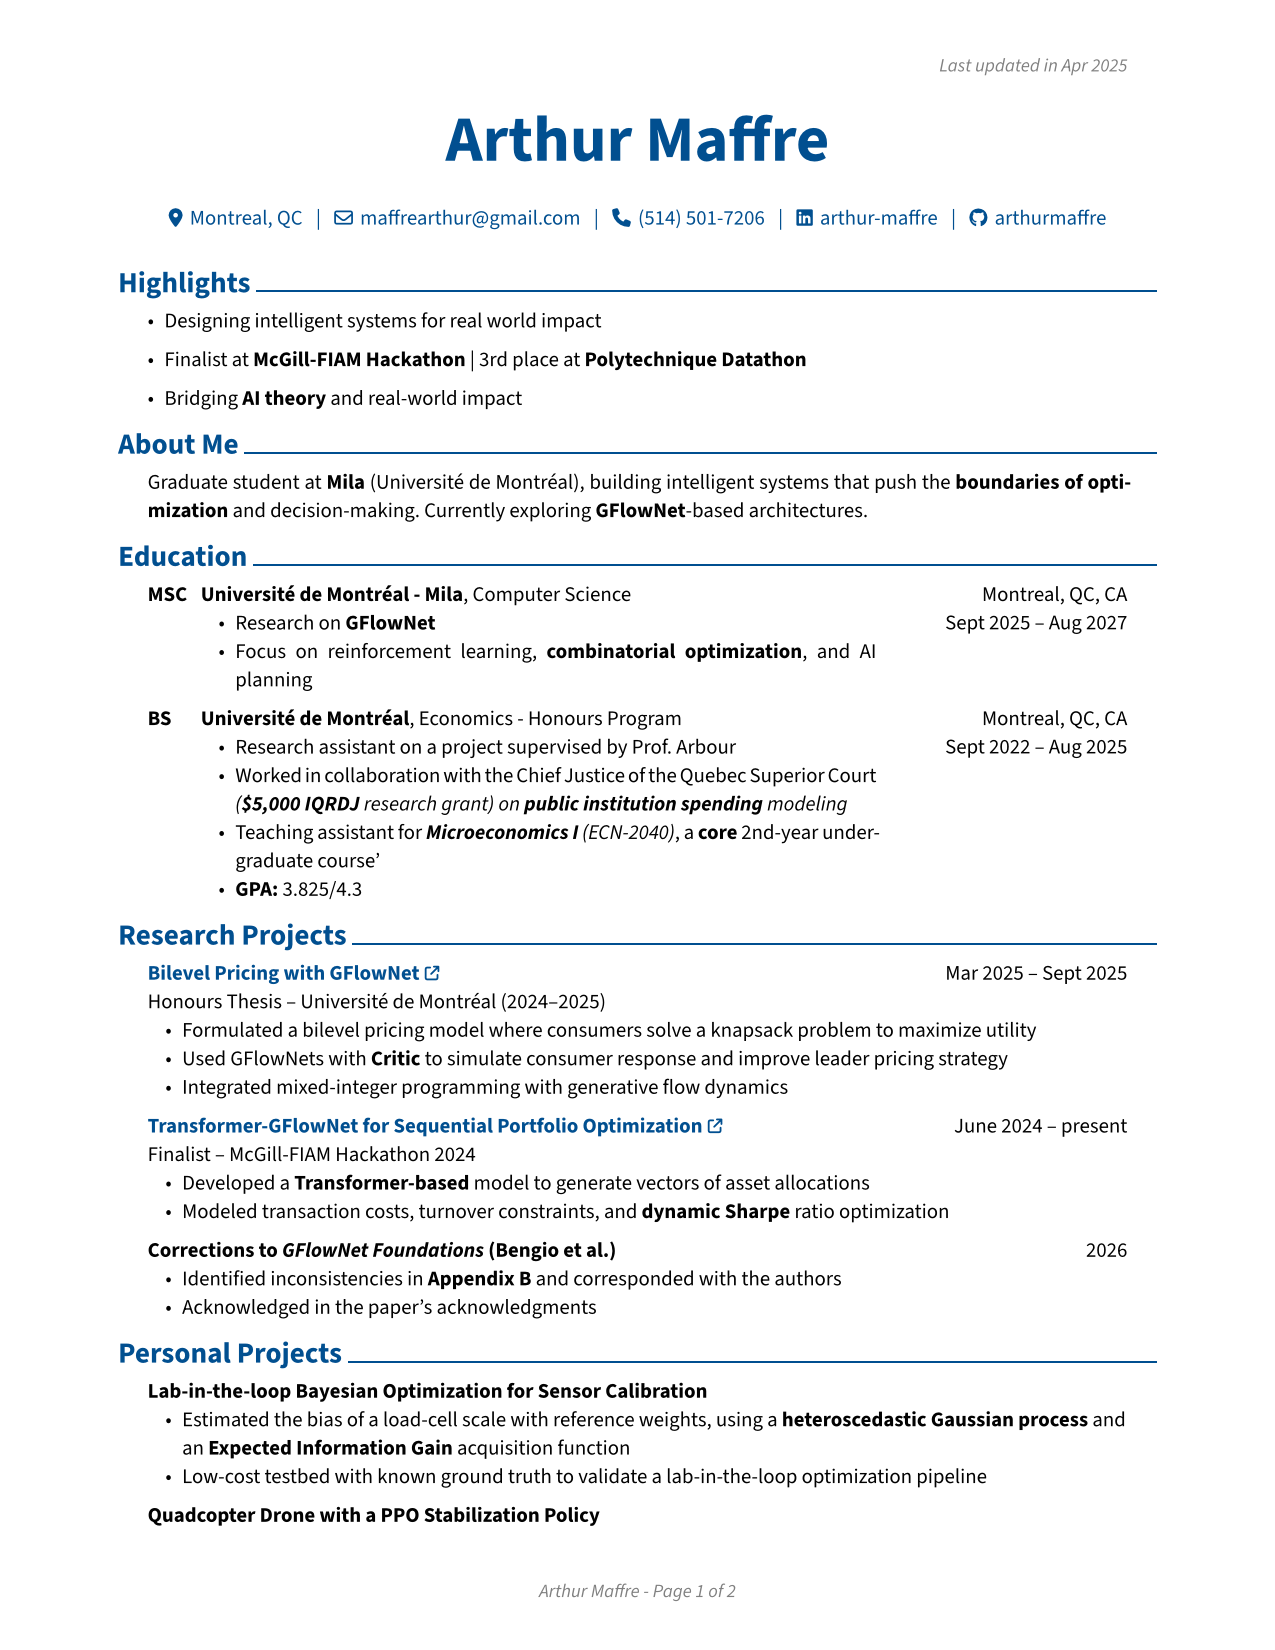 Last updated in Apr 2025
Arthur Maffre
Montreal, QC | maffrearthur@gmail.com | (514) 501-7206 | arthur-maffre | arthurmaffre
Highlights
• Designing intelligent systems for real world impact
• Finalist at McGill-FIAM Hackathon | 3rd place at Polytechnique Datathon
• Bridging AI theory and real-world impact
About Me
Graduate student at Mila (Université de Montréal), building intelligent systems that push the boundaries of opti-
mization and decision-making. Currently exploring GFlowNet-based architectures.
Education
MSC Université de Montréal - Mila, Computer Science Montreal, QC, CA
• Research on GFlowNet Sept 2025 – Aug 2027
• Focus on reinforcement learning, combinatorial optimization, and AI
planning
BS Université de Montréal, Economics - Honours Program Montreal, QC, CA
• Research assistant on a project supervised by Prof. Arbour Sept 2022 – Aug 2025
• Worked in collaboration with the Chief Justice of the Quebec Superior Court
($5,000 IQRDJ research grant) on public institution spending modeling
• Teaching assistant for Microeconomics I (ECN-2040), a core 2nd-year under-
graduate course’
• GPA: 3.825/4.3
Research Projects
Bilevel Pricing with GFlowNet Mar 2025 – Sept 2025
Honours Thesis – Université de Montréal (2024–2025)
• Formulated a bilevel pricing model where consumers solve a knapsack problem to maximize utility
• Used GFlowNets with Critic to simulate consumer response and improve leader pricing strategy
• Integrated mixed-integer programming with generative flow dynamics
Transformer-GFlowNet for Sequential Portfolio Optimization June 2024 – present
Finalist – McGill-FIAM Hackathon 2024
• Developed a Transformer-based model to generate vectors of asset allocations
• Modeled transaction costs, turnover constraints, and dynamic Sharpe ratio optimization
Corrections to GFlowNet Foundations (Bengio et al.) 2026
• Identified inconsistencies in Appendix B and corresponded with the authors
• Acknowledged in the paper’s acknowledgments
Personal Projects
Lab-in-the-loop Bayesian Optimization for Sensor Calibration
• Estimated the bias of a load-cell scale with reference weights, using a heteroscedastic Gaussian process and
an Expected Information Gain acquisition function
• Low-cost testbed with known ground truth to validate a lab-in-the-loop optimization pipeline
Quadcopter Drone with a PPO Stabilization Policy
Arthur Maffre - Page 1 of 2